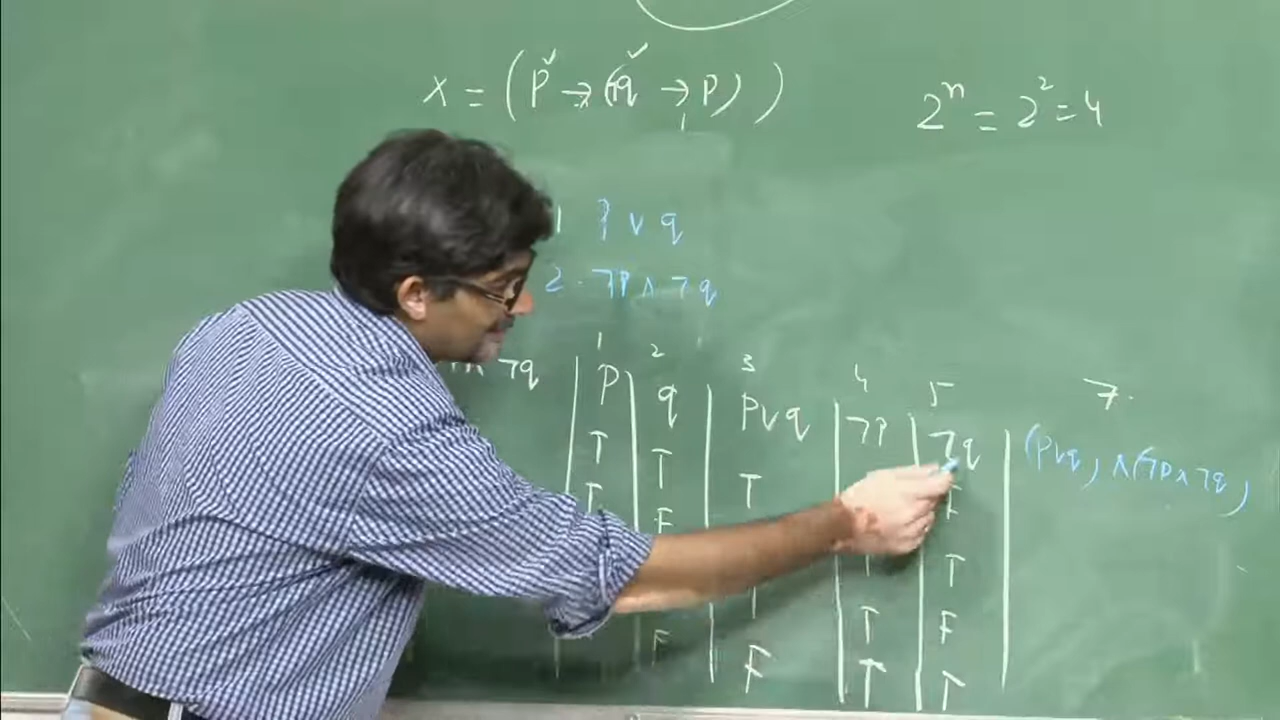 X = (P → (q → P))
2ⁿ = 2² = 4
1 P ∨ q
2 · ¬P ∧ ¬q
1 2 3 4 5 7.
¬q P q P∨q ¬P ¬q (P∨q) ∧ (¬P ∧ ¬q)
T T T F
T F
T
F T F
F T T